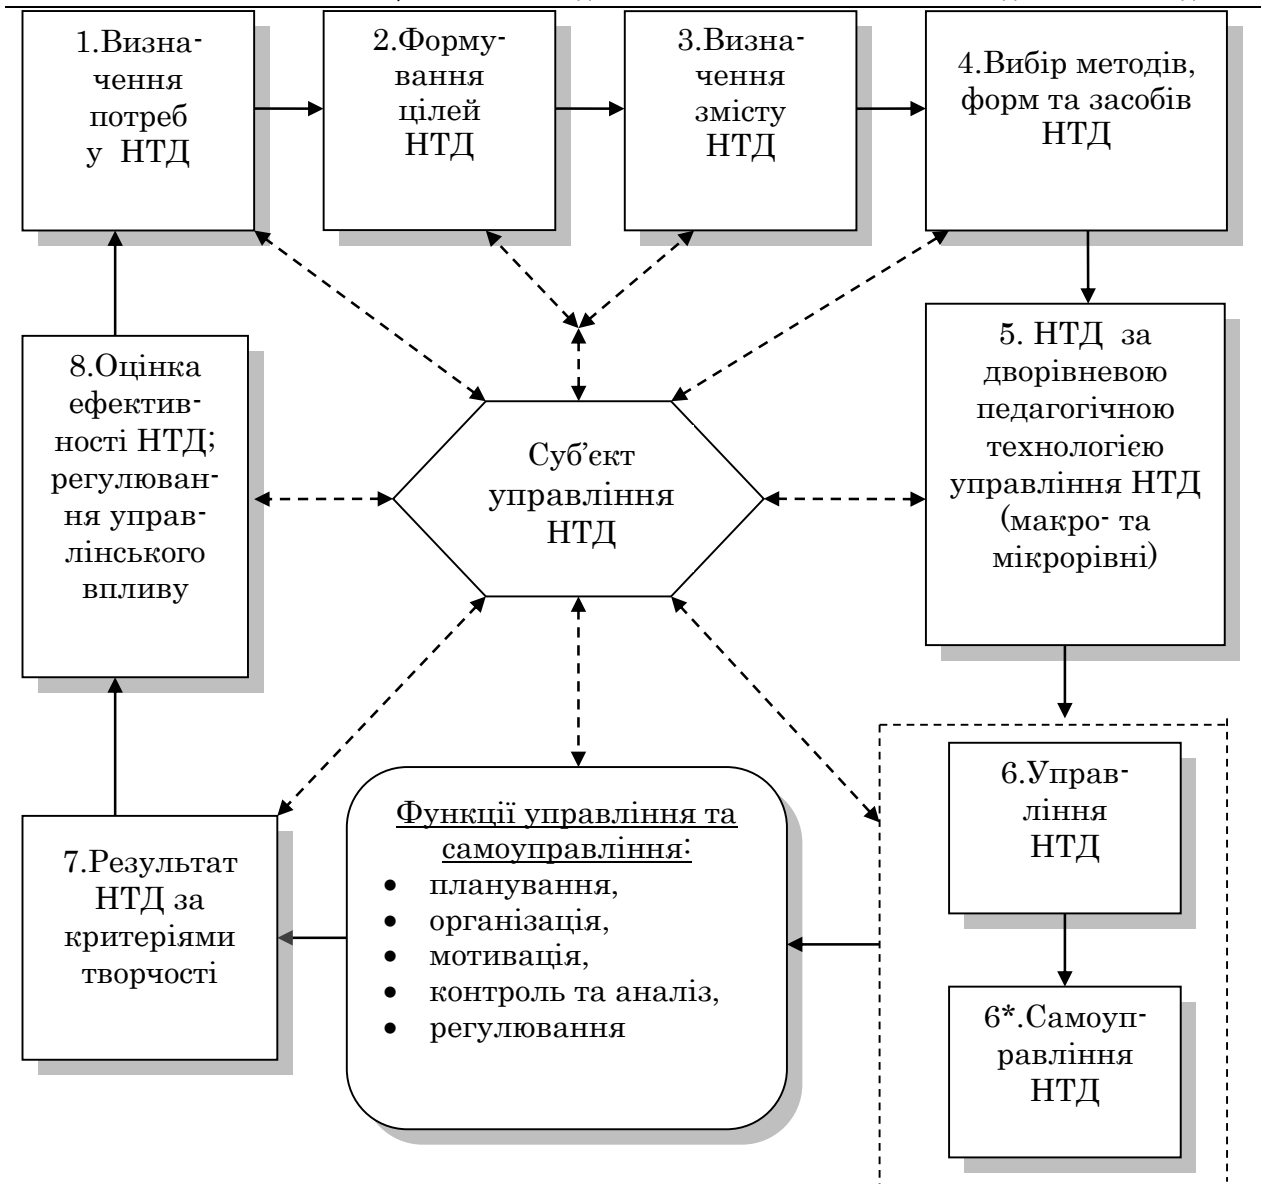 1.Визна-
чення
потреб
у НТД
2.Форму-
вання
цілей
НТД
3.Визна-
чення
змісту
НТД
4.Вибір методів,
форм та засобів
НТД
5. НТД за
дворівневою
педагогічною
технологією
управління НТД
(макро- та
мікрорівні)
8.Оцінка
ефектив-
ності НТД;
регулюван-
ня управ-
лінського
впливу
Суб’єкт
управління
НТД
6.Управ-
ління
НТД
6*.Самоуп-
равління
НТД
Функції управління та
самоуправління:
• планування,
• організація,
• мотивація,
• контроль та аналіз,
• регулювання
7.Результат
НТД за
критеріями
творчості